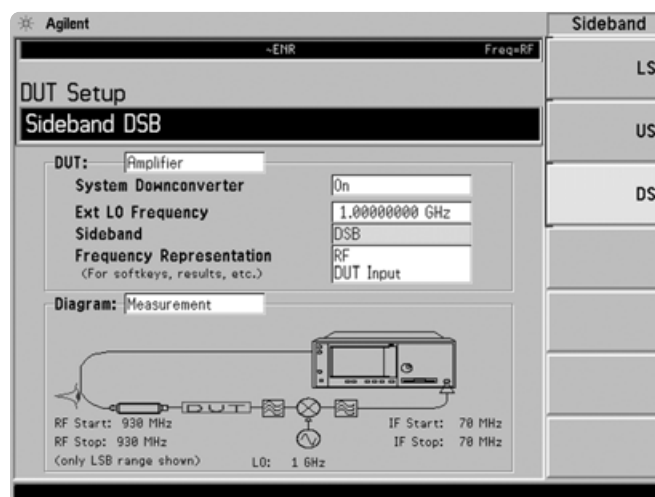 Agilent
Sideband
~ENR Freq=RF
DUT Setup
Sideband DSB
LS
US
DS
DUT: Amplifier
System Downconverter On
Ext LO Frequency 1.00000000 GHz
Sideband DSB
Frequency Representation RF
(For softkeys, results, etc.) DUT Input
Diagram: Measurement
DUT
RF Start: 930 MHz IF Start: 70 MHz
RF Stop: 930 MHz IF Stop: 70 MHz
(only LSB range shown) LO: 1 GHz